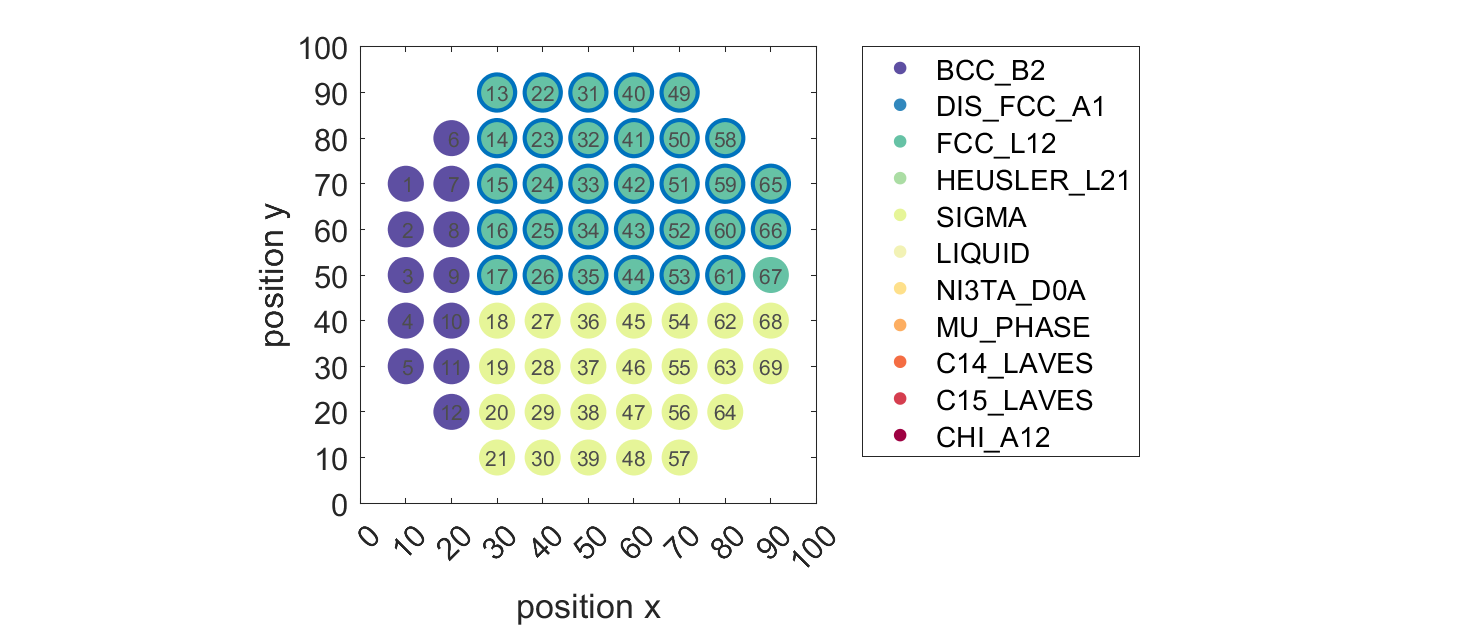 100
90
80
70
60
50
40
30
20
10
0
position y
13 22 31 40 49
6 14 23 32 41 50 58
1 7 15 24 33 42 51 59 65
2 8 16 25 34 43 52 60 66
3 9 17 26 35 44 53 61 67
4 10 18 27 36 45 54 62 68
5 11 19 28 37 46 55 63 69
12 20 29 38 47 56 64
21 30 39 48 57
0 10 20 30 40 50 60 70 80 90 100
position x
BCC_B2
DIS_FCC_A1
FCC_L12
HEUSLER_L21
SIGMA
LIQUID
NI3TA_D0A
MU_PHASE
C14_LAVES
C15_LAVES
CHI_A12